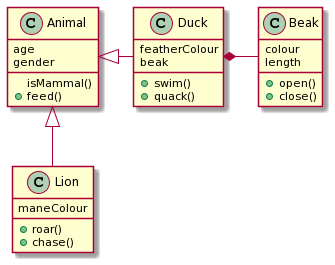 C Animal
age
gender
isMammal()
feed()
C Duck
featherColour
beak
swim()
quack()
C Beak
colour
length
open()
close()
C Lion
maneColour
roar()
chase()